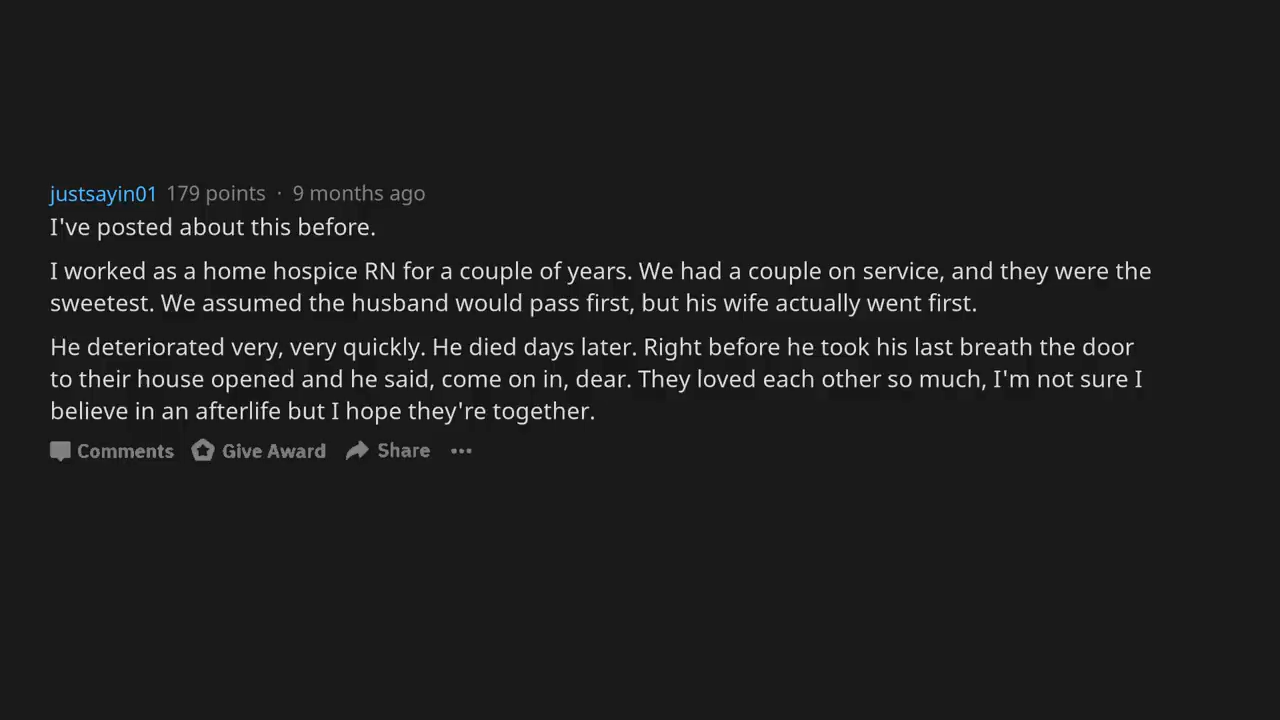 justsayin01 179 points · 9 months ago
I've posted about this before.
I worked as a home hospice RN for a couple of years. We had a couple on service, and they were the
sweetest. We assumed the husband would pass first, but his wife actually went first.
He deteriorated very, very quickly. He died days later. Right before he took his last breath the door
to their house opened and he said, come on in, dear. They loved each other so much, I'm not sure I
believe in an afterlife but I hope they're together.
Comments Give Award Share ···